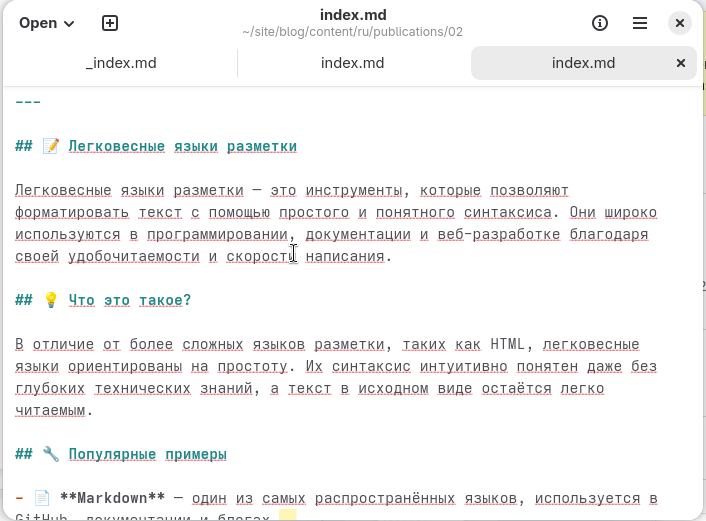 Open
index.md
~/site/blog/content/ru/publications/02
_index.md
index.md
index.md
---
## 📝 Легковесные языки разметки
Легковесные языки разметки — это инструменты, которые позволяют
форматировать текст с помощью простого и понятного синтаксиса. Они широко
используются в программировании, документации и веб-разработке благодаря
своей удобочитаемости и скорости написания.
## 💡 Что это такое?
В отличие от более сложных языков разметки, таких как HTML, легковесные
языки ориентированы на простоту. Их синтаксис интуитивно понятен даже без
глубоких технических знаний, а текст в исходном виде остаётся легко
читаемым.
## 🔧 Популярные примеры
- 📄 **Markdown** — один из самых распространённых языков, используется в
GitHub, документации и блогах.